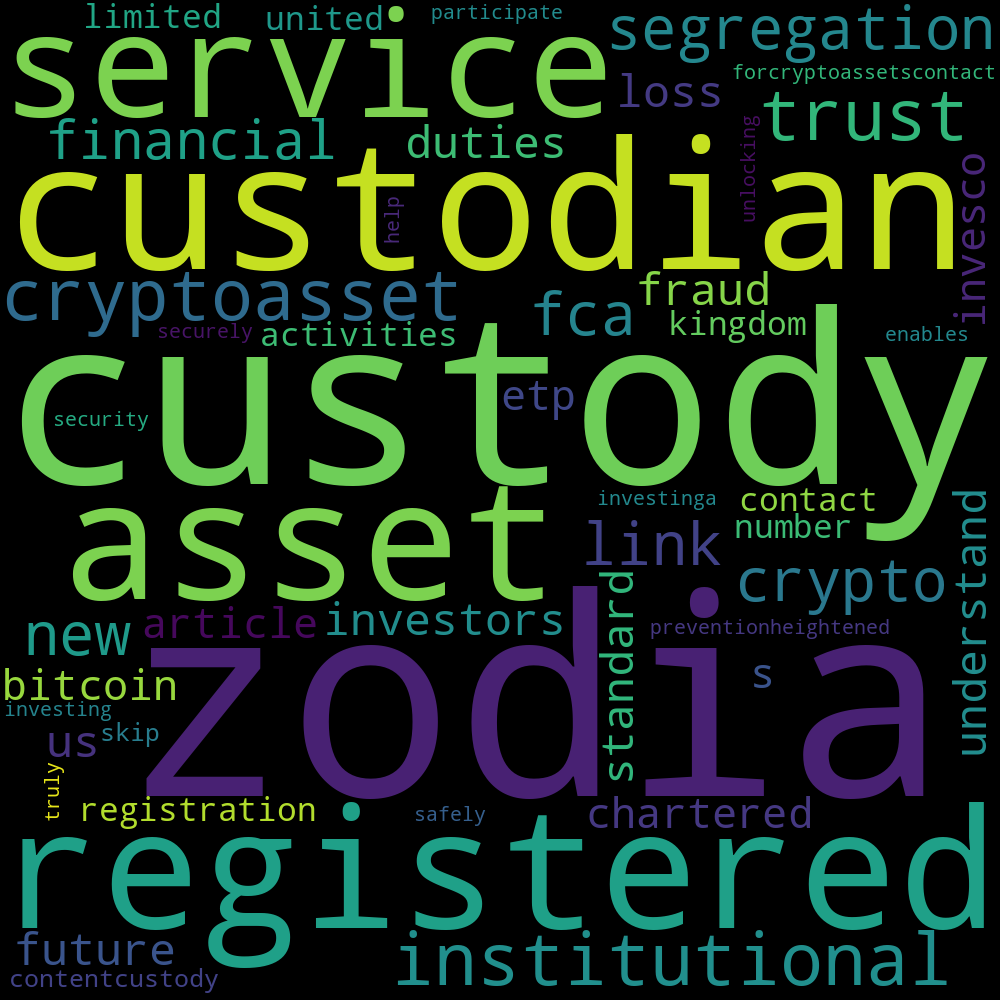 limited
united
participate
service
segregation
loss
forcryptoassetscontact
trust
financial
duties
unlocking
custodian
help
invesco
cryptoasset
fca
fraud
kingdom
securely
activities
enables
custody
etp
security
asset
investinga
contact
number
link
understand
crypto
new
article
investors
standard
preventionheightened
zodia
s
bitcoin
investing
us
skip
truly
registration
safely
chartered
registered
future
institutional
contentcustody